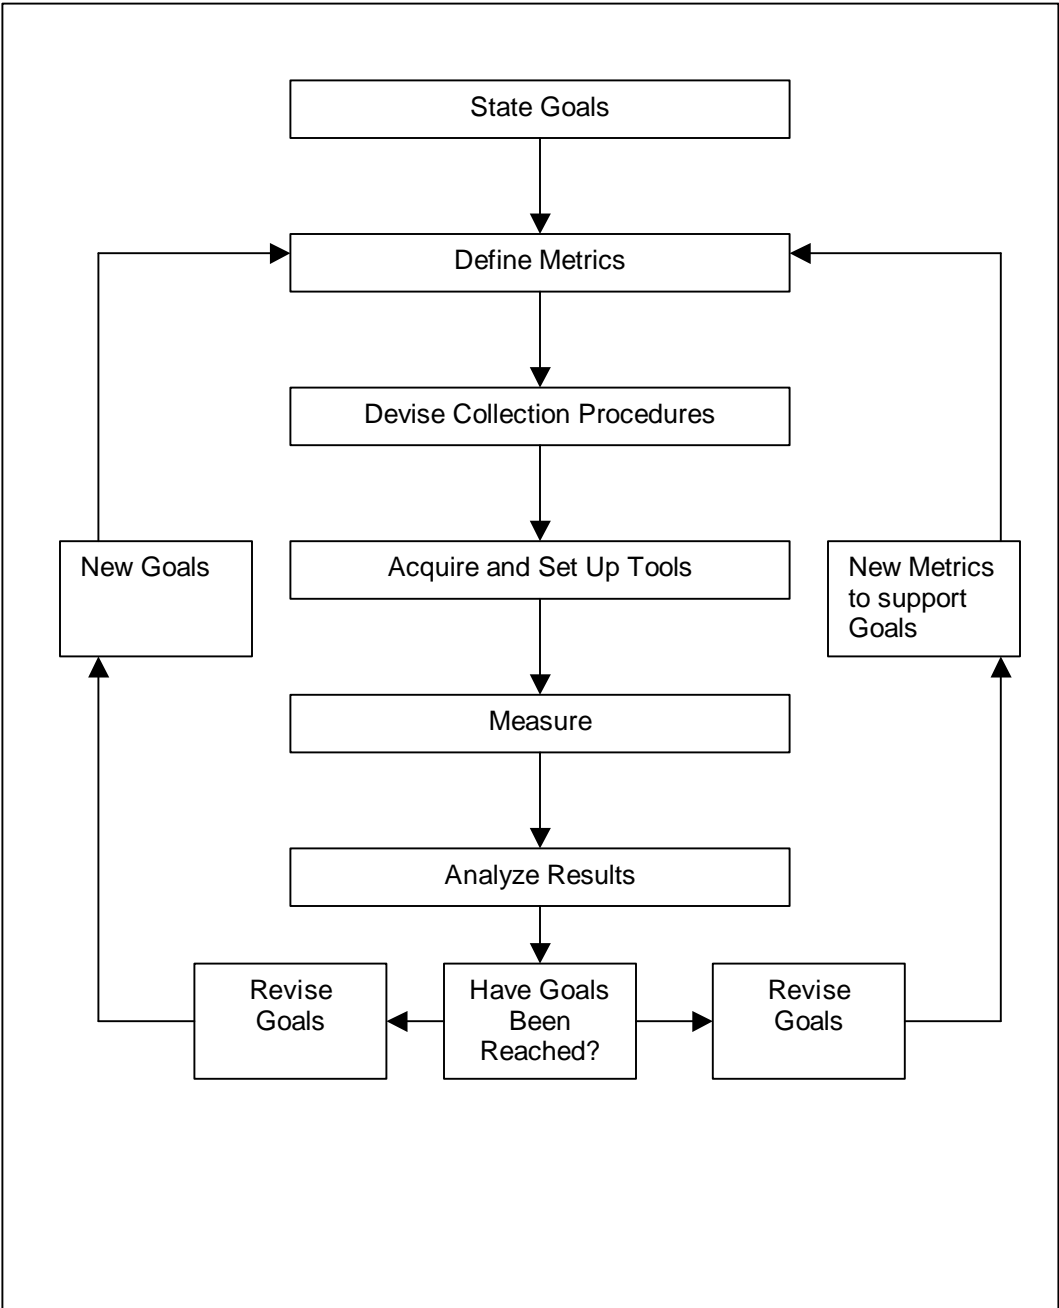 State Goals
Define Metrics
Devise Collection Procedures
New Goals
Acquire and Set Up Tools
New Metrics
to support
Goals
Measure
Analyze Results
Revise
Goals
Have Goals
Been
Reached?
Revise
Goals